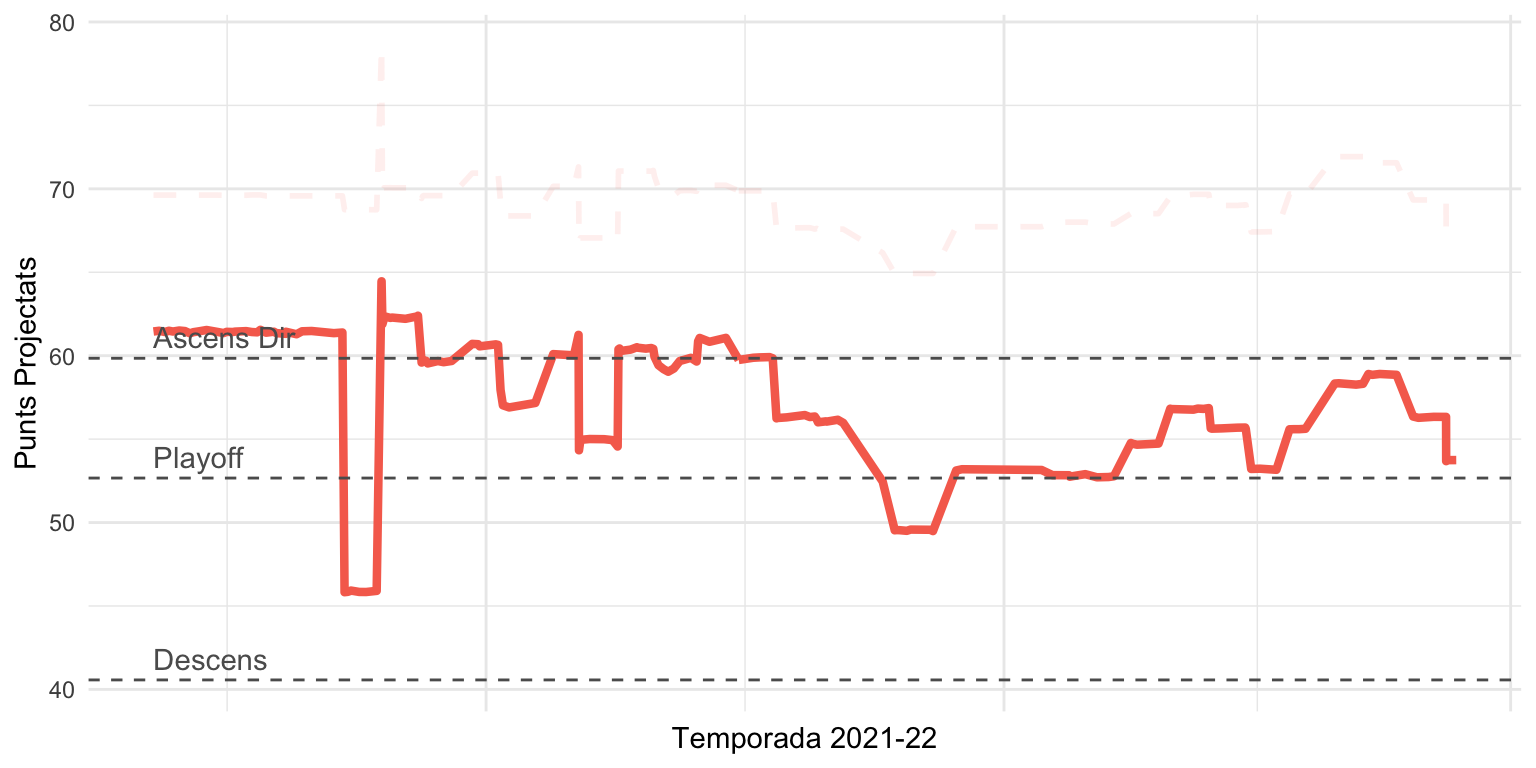 80
70
60
50
40
Punts Projectats
Ascens Dir
Playoff
Descens
Temporada 2021-22